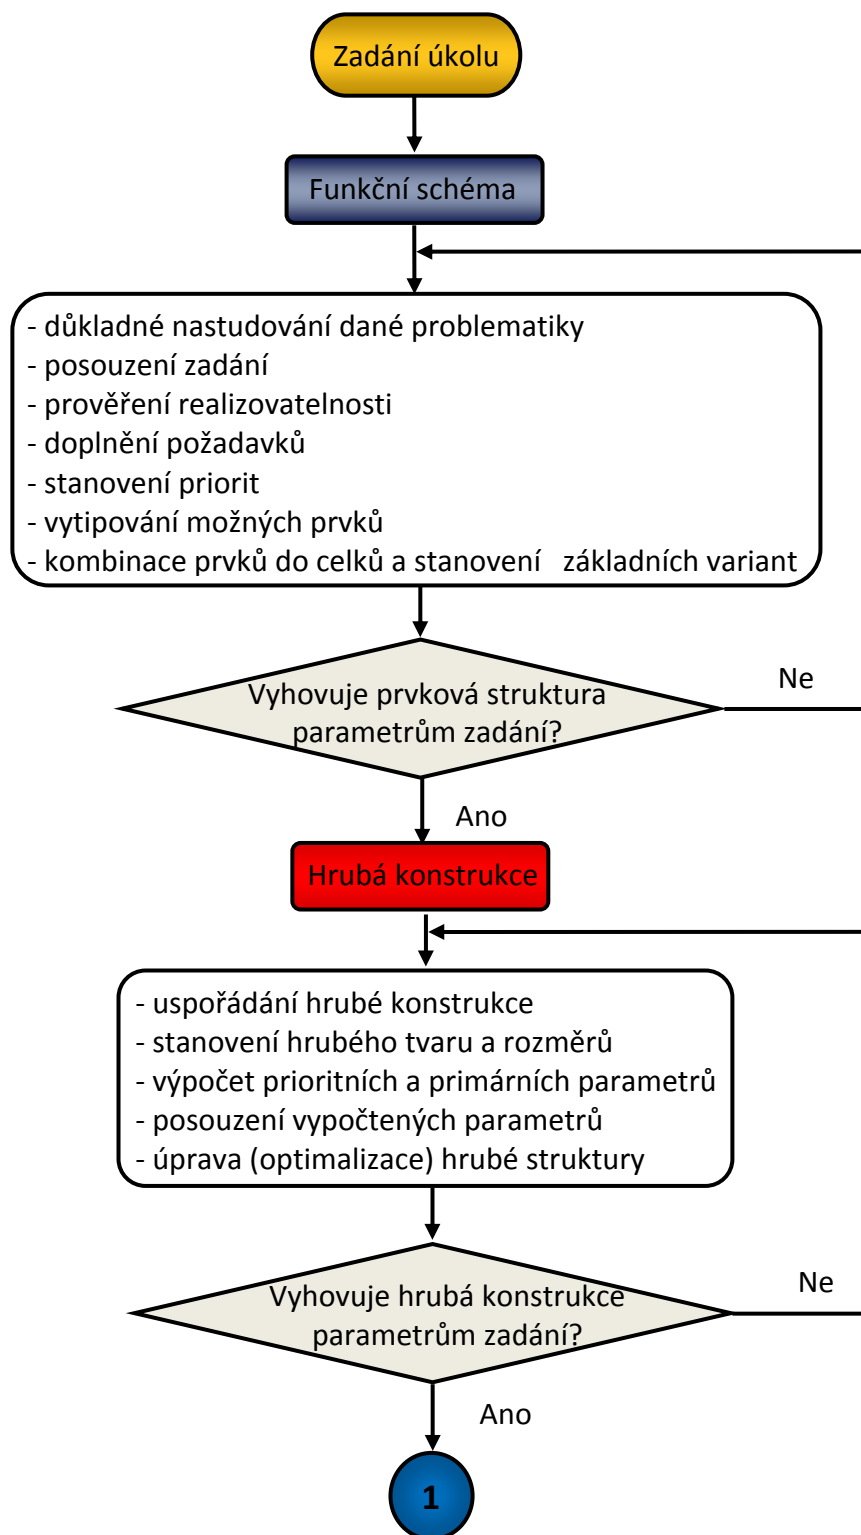 Zadání úkolu
Funkční schéma
- důkladné nastudování dané problematiky
- posouzení zadání
- prověření realizovatelnosti
- doplnění požadavků
- stanovení priorit
- vytipování možných prvků
- kombinace prvků do celků a stanovení   základních variant
Vyhovuje prvková struktura
parametrům zadání?
Ne
Ano
Hrubá konstrukce
- uspořádání hrubé konstrukce
- stanovení hrubého tvaru a rozměrů
- výpočet prioritních a primárních parametrů
- posouzení vypočtených parametrů
- úprava (optimalizace) hrubé struktury
Vyhovuje hrubá konstrukce
parametrům zadání?
Ne
Ano
1